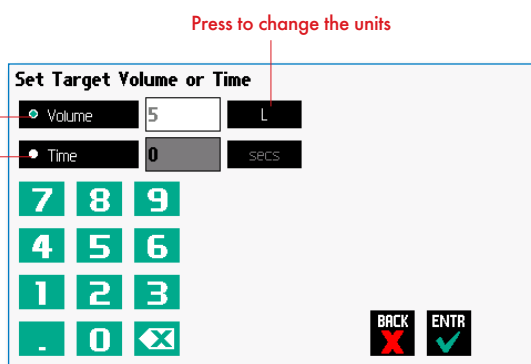 Press to change the units
Set Target Volume or Time
Volume 5 L
Time 0 secs
7 8 9
4 5 6
1 2 3
. 0
BACK ENTR